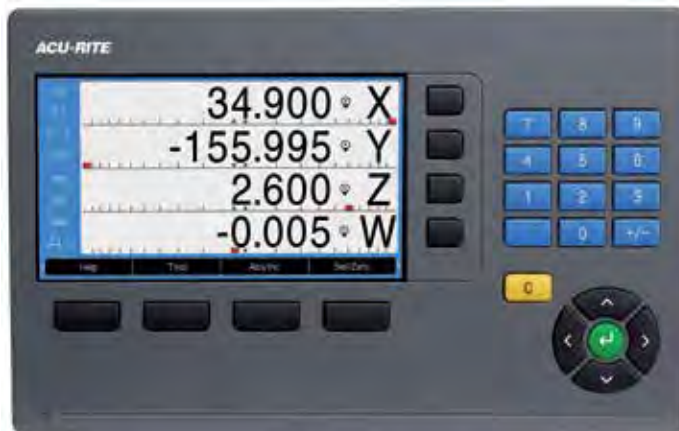 ACU-RITE
34.900 X
-155.995 Y
2.600 Z
-0.005 W
Help Tool Abs/Inc Set/Zero
7 8 9
4 5 6
1 2 3
0 +/-
C